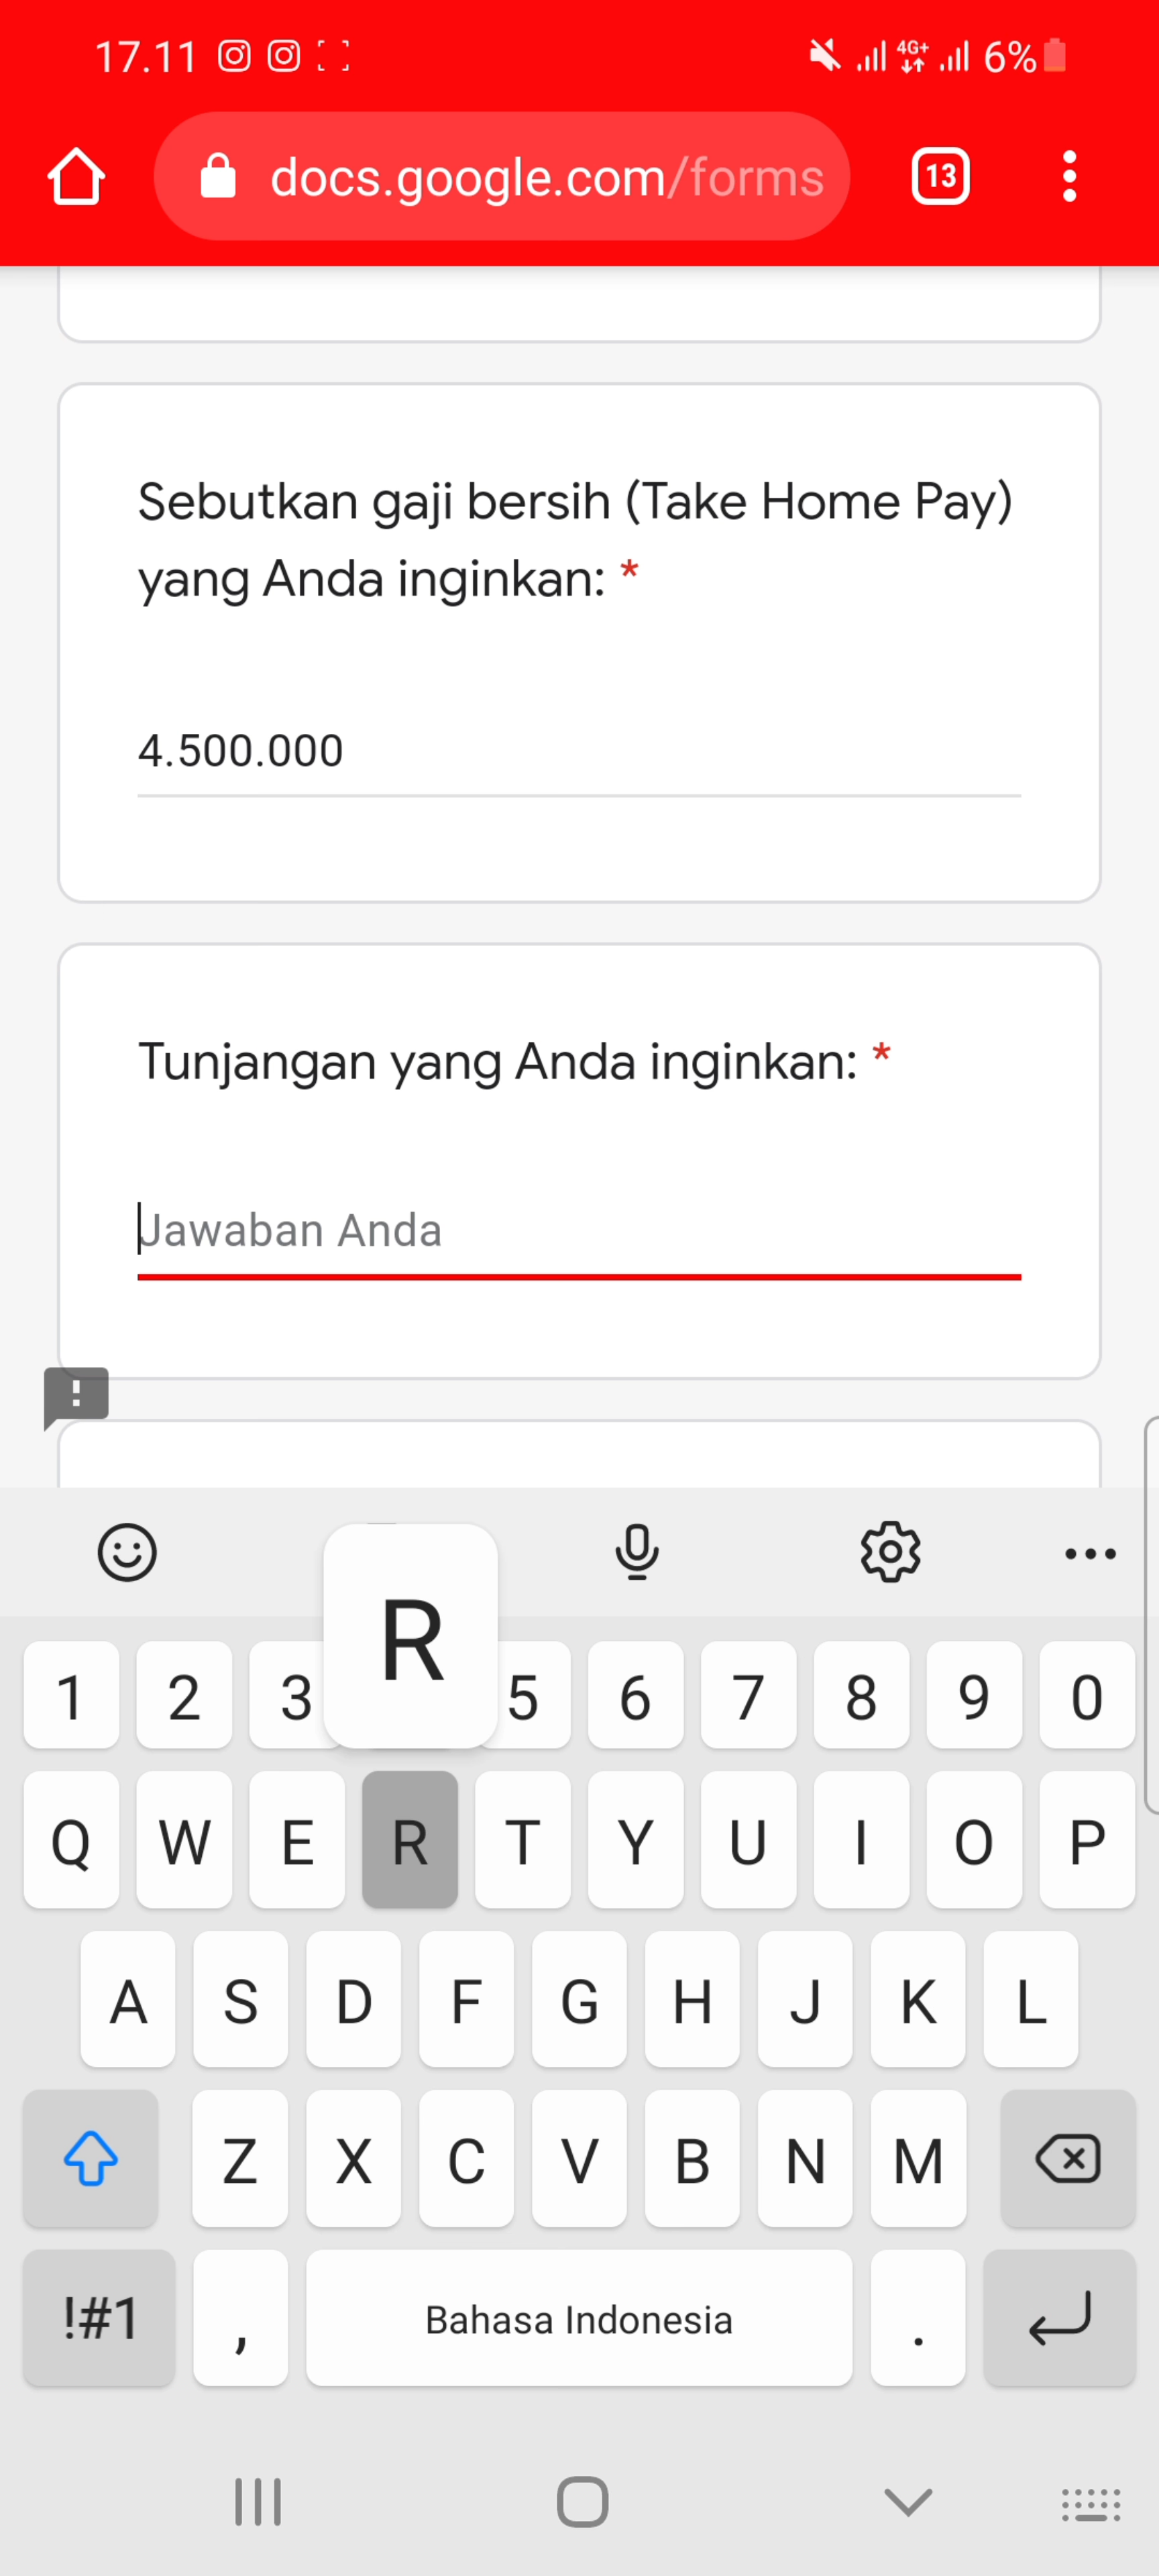 17.11 4G+ 6%
docs.google.com/forms 13
Sebutkan gaji bersih (Take Home Pay)
yang Anda inginkan: *
4.500.000
Tunjangan yang Anda inginkan: *
Jawaban Anda
R
1 2 3 5 6 7 8 9 0
Q W E R T Y U I O P
A S D F G H J K L
Z X C V B N M
!#1 , Bahasa Indonesia .